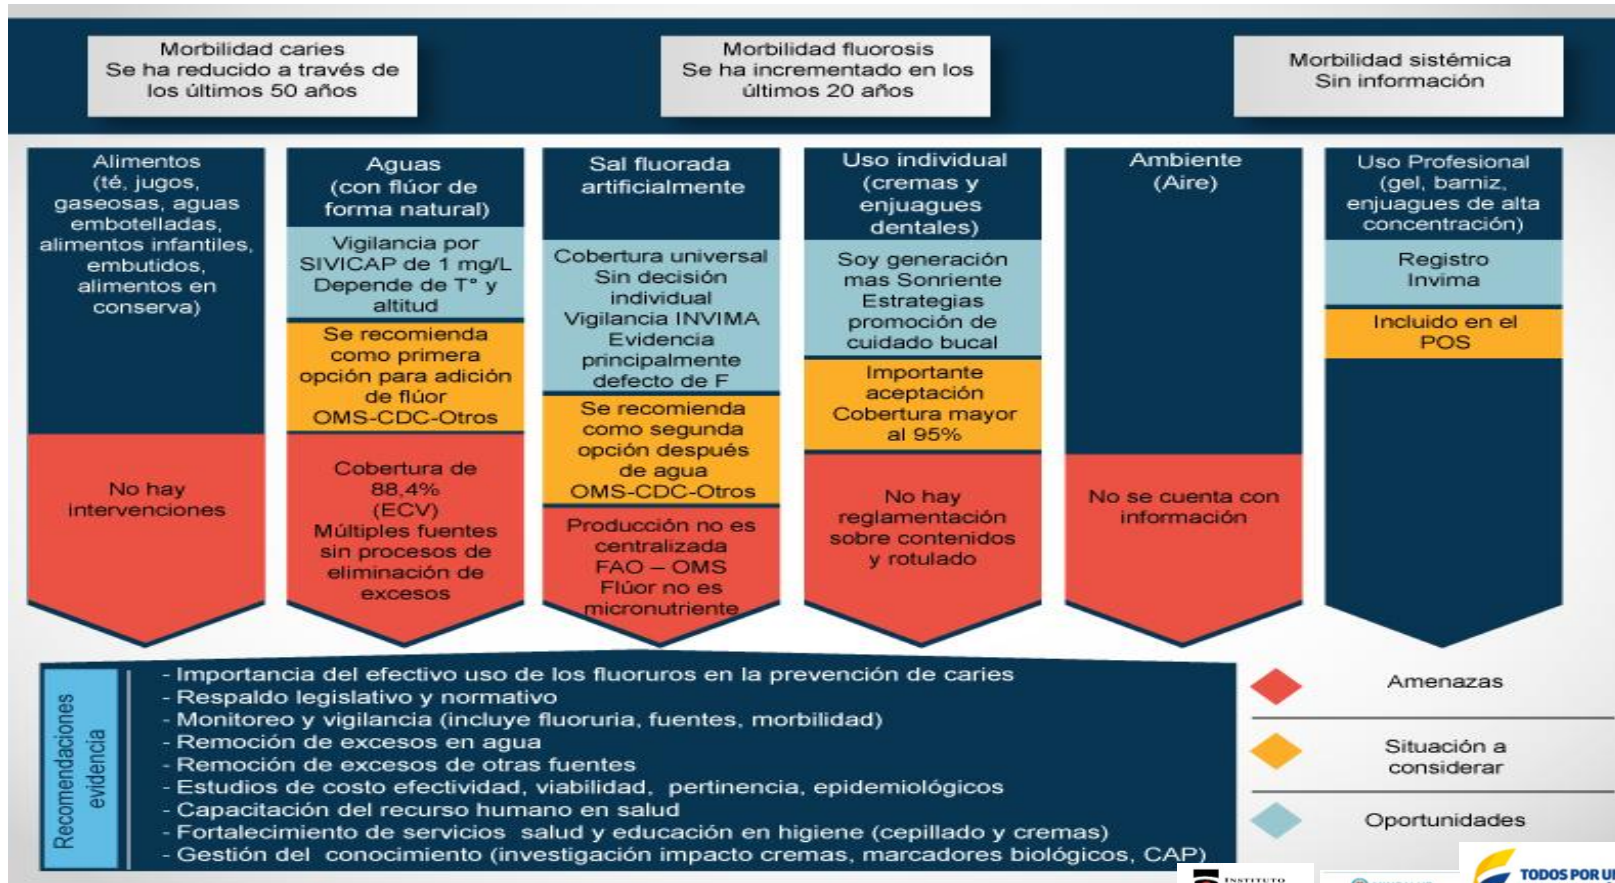 Morbilidad caries
Se ha reducido a través de
los últimos 50 años
Morbilidad fluorosis
Se ha incrementado en los
últimos 20 años
Morbilidad sistémica
Sin información
Alimentos
(té, jugos,
gaseosas, aguas
embotelladas,
alimentos infantiles,
embutidos,
alimentos en
conserva)
No hay
intervenciones
Aguas
(con flúor de
forma natural)
Vigilancia por
SIVICAP de 1 mg/L
Depende de T° y
altitud
Se recomienda
como primera
opción para adición
de flúor
OMS-CDC-Otros
Cobertura de
88,4%
(ECV)
Múltiples fuentes
sin procesos de
eliminación de
excesos
Sal fluorada
artificialmente
Cobertura universal
Sin decisión
individual
Vigilancia INVIMA
Evidencia
principalmente
defecto de F
Se recomienda
como segunda
opción después
de agua
OMS-CDC-Otros
Producción no es
centralizada
FAO – OMS
Flúor no es
micronutriente
Uso individual
(cremas y
enjuagues
dentales)
Soy generación
mas Sonriente
Estrategias
promoción de
cuidado bucal
Importante
aceptación
Cobertura mayor
al 95%
No hay
reglamentación
sobre contenidos
y rotulado
Ambiente
(Aire)
No se cuenta con
información
Uso Profesional
(gel, barniz,
enjuagues de alta
concentración)
Registro
Invima
Incluido en el
POS
Recomendaciones
evidencia
- Importancia del efectivo uso de los fluoruros en la prevención de caries
- Respaldo legislativo y normativo
- Monitoreo y vigilancia (incluye fluoruria, fuentes, morbilidad)
- Remoción de excesos en agua
- Remoción de excesos de otras fuentes
- Estudios de costo efectividad, viabilidad, pertinencia, epidemiológicos
- Capacitación del recurso humano en salud
- Fortalecimiento de servicios salud y educación en higiene (cepillado y cremas)
- Gestión del conocimiento (investigación impacto cremas, marcadores biológicos, CAP)
Amenazas
Situación a
considerar
Oportunidades
INSTITUTO
TODOS POR U